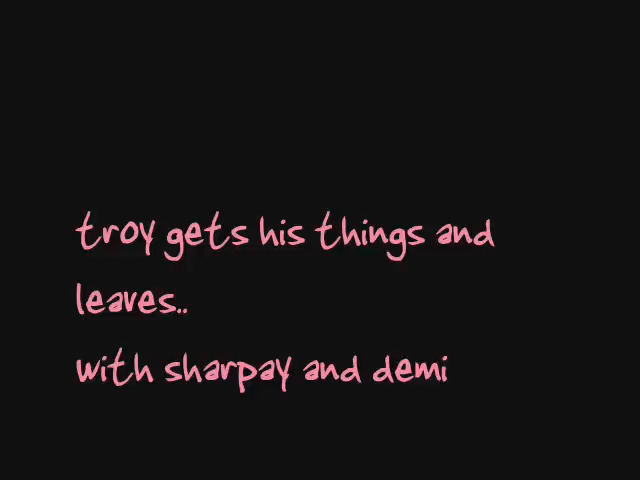 troy gets his things and
leaves..
with sharpay and demi